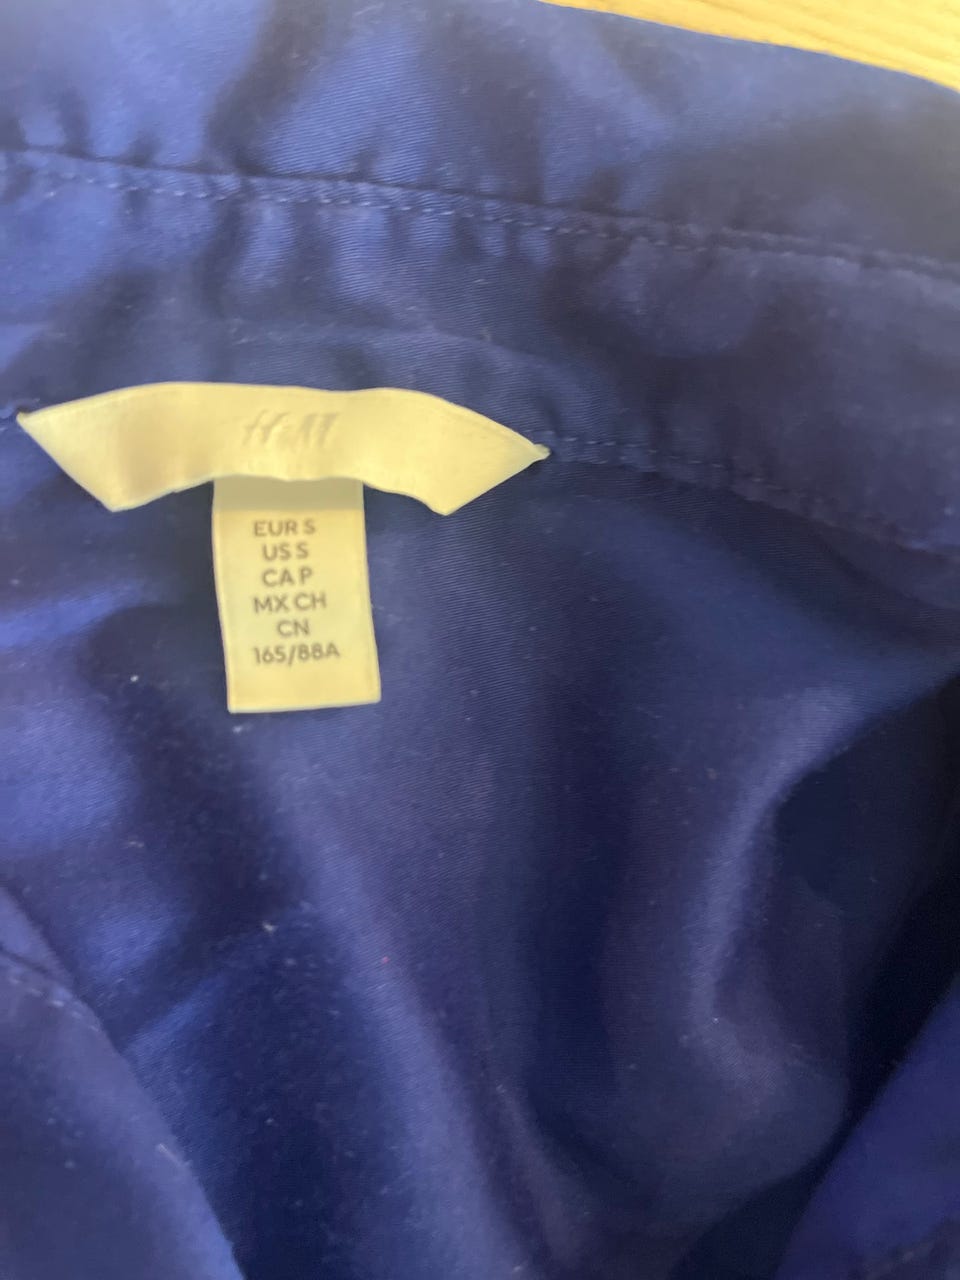 H&M
EUR S
US S
CA P
MX CH
CN
165/88A